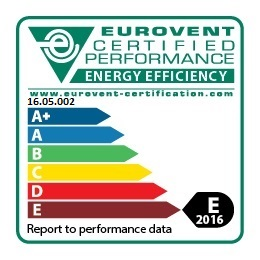 EUROVENT
CERTIFIED
PERFORMANCE
ENERGY EFFICIENCY
www.eurovent-certification.com
16.05.002
A+
A
B
C
D
E
E
2016
Report to performance data